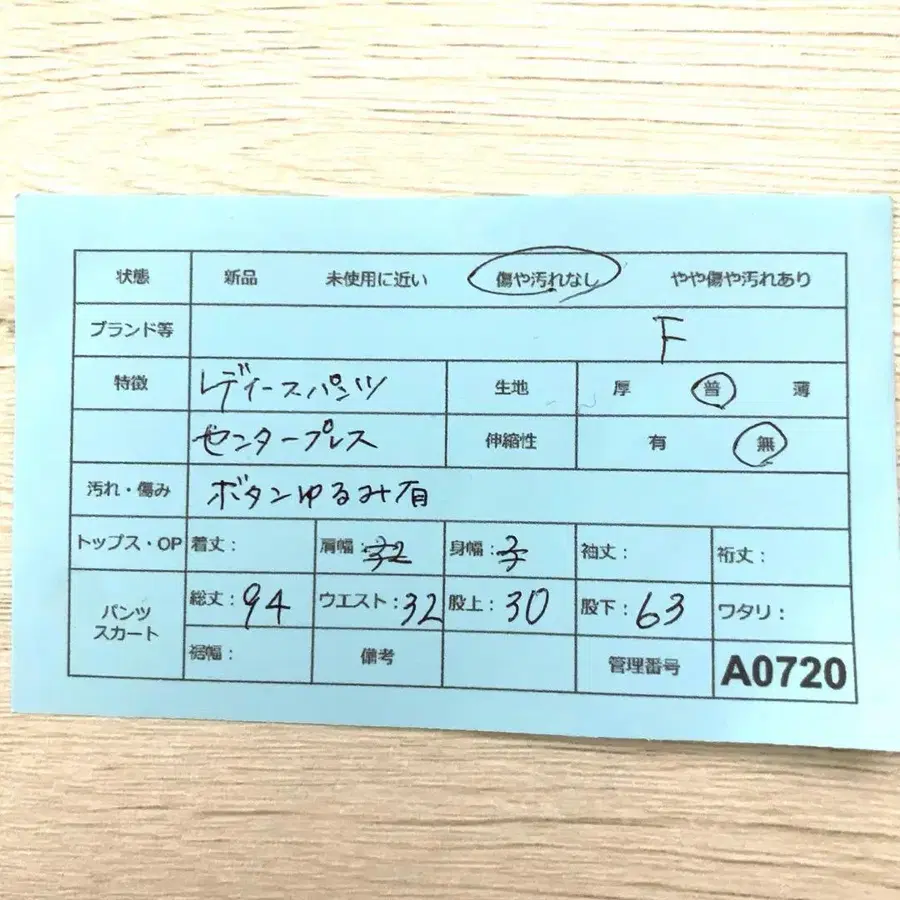 状態 新品 未使用に近い 傷や汚れなし やや傷や汚れあり
ブランド等 F
特徴 レディースパンツ 生地 厚 普 薄
センタープレス 伸縮性 有 無
汚れ・傷み ボタンゆるみ有
トップス・OP 着丈: 肩幅:32 身幅:3 袖丈: 裄丈:
パンツ スカート 総丈:94 ウエスト:32 股上:30 股下:63 ワタリ:
裾幅: 備考 管理番号 A0720